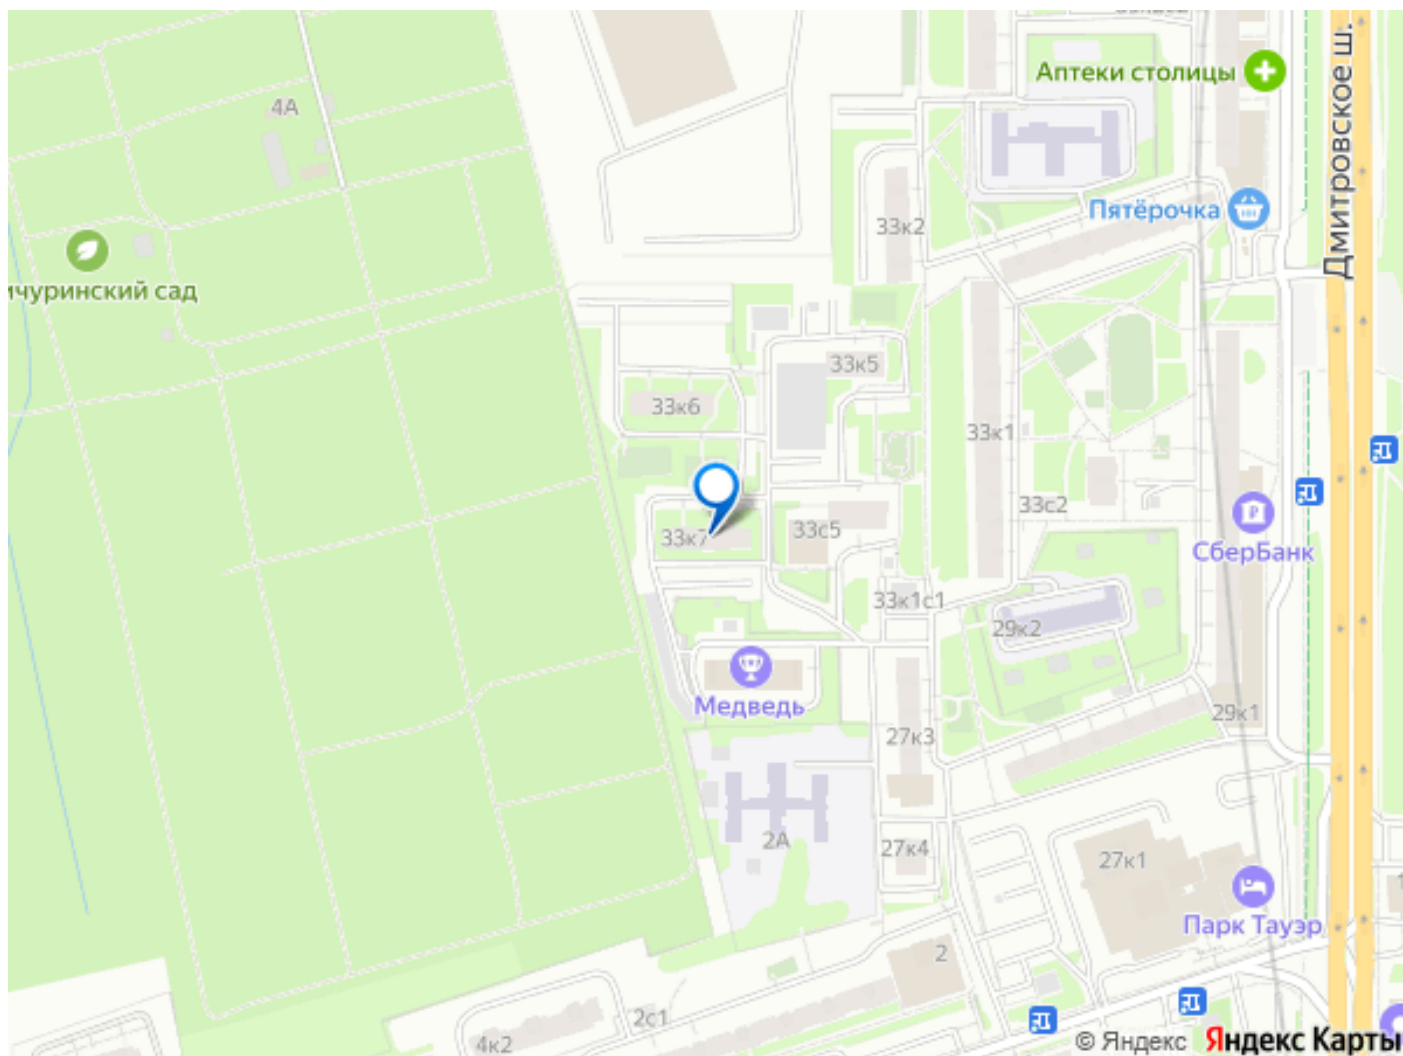 Аптеки столицы
Дмитровское ш.
4А
Пятёрочка
33к2
ичуринский сад
33к5
33к6
33к1
33с2
33к7
33с5
СберБанк
33к1с1
29к2
Медведь
29к1
27к3
2А
27к4
27к1
Парк Тауэр
2
2с1
4к2
© Яндекс Яндекс Карты